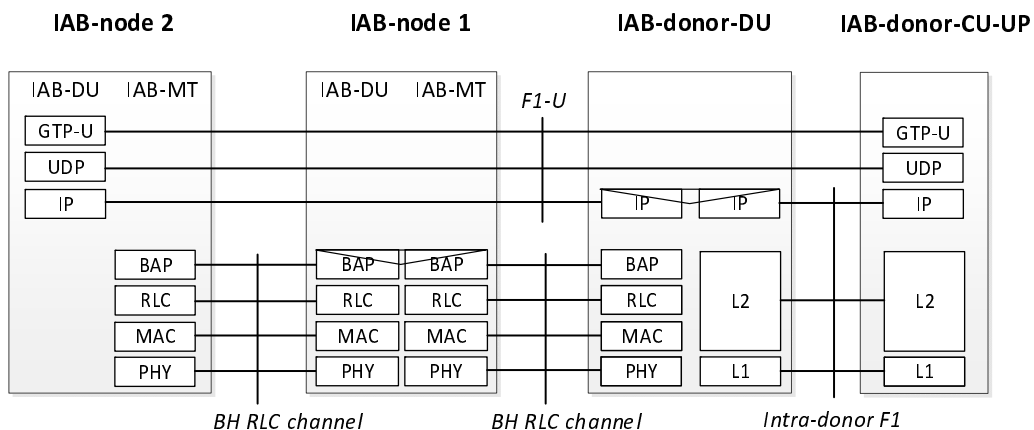 IAB-node 2 IAB-node 1 IAB-donor-DU IAB-donor-CU-UP
IAB-DU IAB-MT IAB-DU IAB-MT
F1-U
GTP-U GTP-U
UDP UDP
IP IP IP IP
BAP BAP BAP BAP
RLC RLC RLC RLC L2 L2
MAC MAC MAC MAC
PHY PHY PHY PHY L1 L1
BH RLC channel BH RLC channel Intra-donor F1